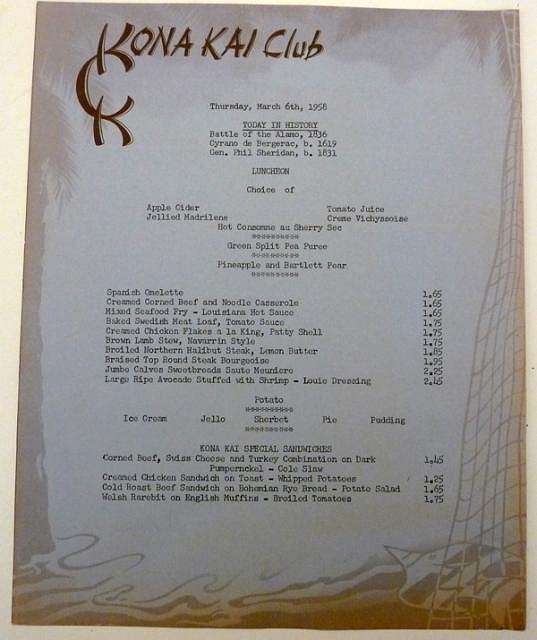 KONA KAI Club
CKK
Thursday, March 6th, 1958
TODAY IN HISTORY
Battle of the Alamo, 1836
Cyrano de Bergerac, b. 1619
Gen. Phil Sheridan, b. 1831
LUNCHEON
Choice of
Apple Cider Tomato Juice
Jellied Madrilene Creme Vichyssoise
Hot Consomme au Sherry Sec
**********
Green Split Pea Puree
**********
Pineapple and Bartlett Pear
**********
Spanish Omelette 1.65
Creamed Corned Beef and Noodle Casserole 1.65
Mixed Seafood Fry - Louisiana Hot Sauce 1.65
Baked Swedish Meat Loaf, Tomato Sauce 1.75
Creamed Chicken Flakes a la King, Patty Shell 1.75
Brown Lamb Stew, Navarrin Style 1.75
Broiled Northern Halibut Steak, Lemon Butter 1.85
Braised Top Round Steak Bourgeoise 1.95
Jumbo Calves Sweetbreads Saute Meuniere 2.25
Large Ripe Avocado Stuffed with Shrimp - Louie Dressing 2.45
Potato
**********
Ice Cream Jello Sherbet Pie Pudding
**********
KONA KAI SPECIAL SANDWICHES
Corned Beef, Swiss Cheese and Turkey Combination on Dark 1.45
Pumpernckel - Cole Slaw
Creamed Chicken Sandwich on Toast - Whipped Potatoes 1.25
Cold Roast Beef Sandwich on Bohemian Rye Bread - Potato Salad 1.65
Welsh Rarebit on English Muffins - Broiled Tomatoes 1.75